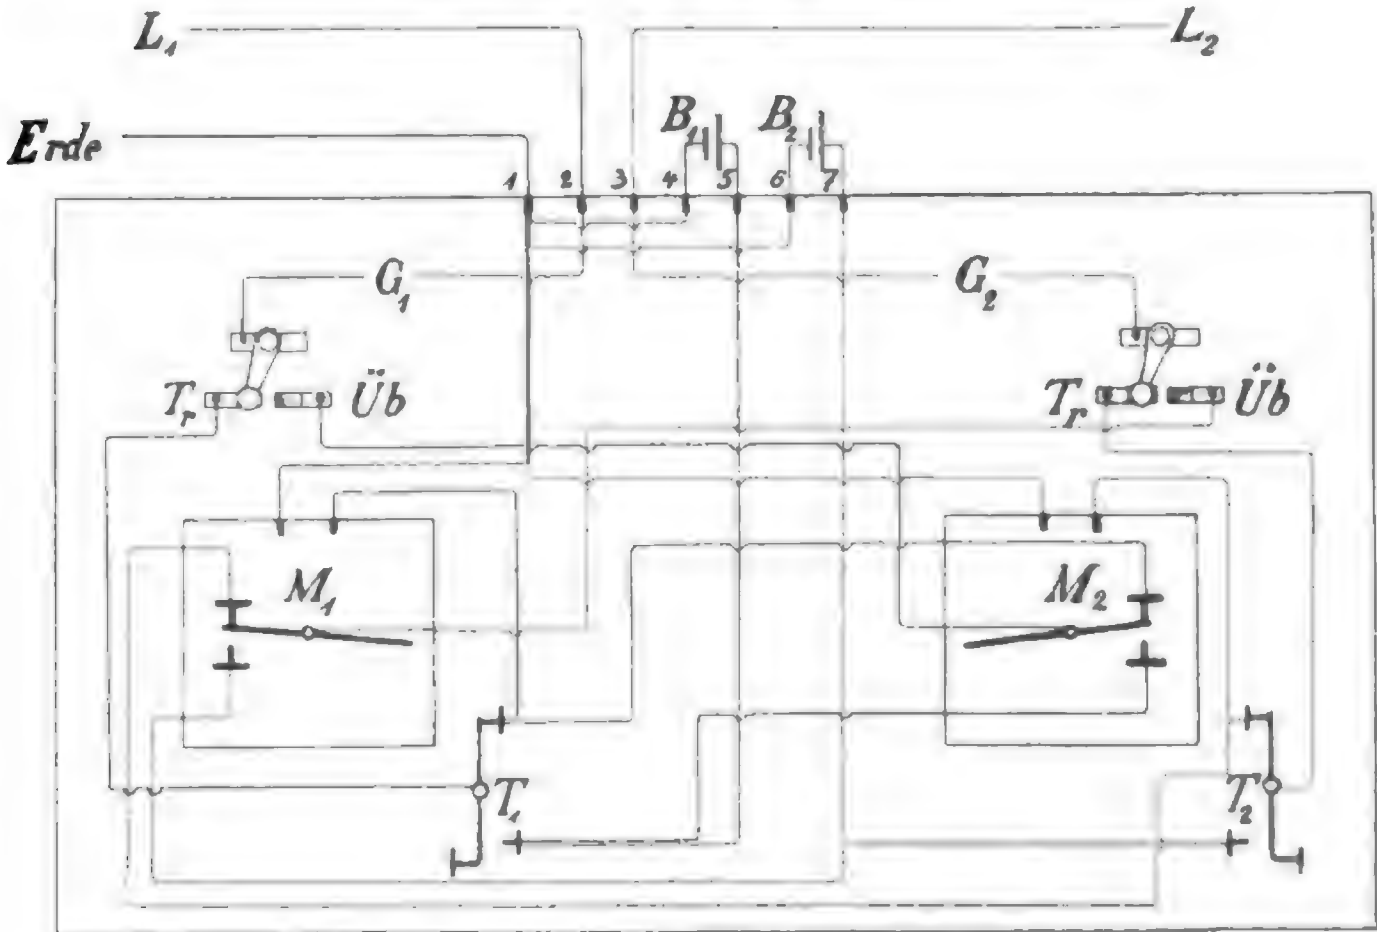 L₁ L₂
Erde B₁ B₂
1 2 3 4 5 6 7
G₁ G₂
Tᵣ Üb Tᵣ Üb
M₁ M₂
T₁ T₂